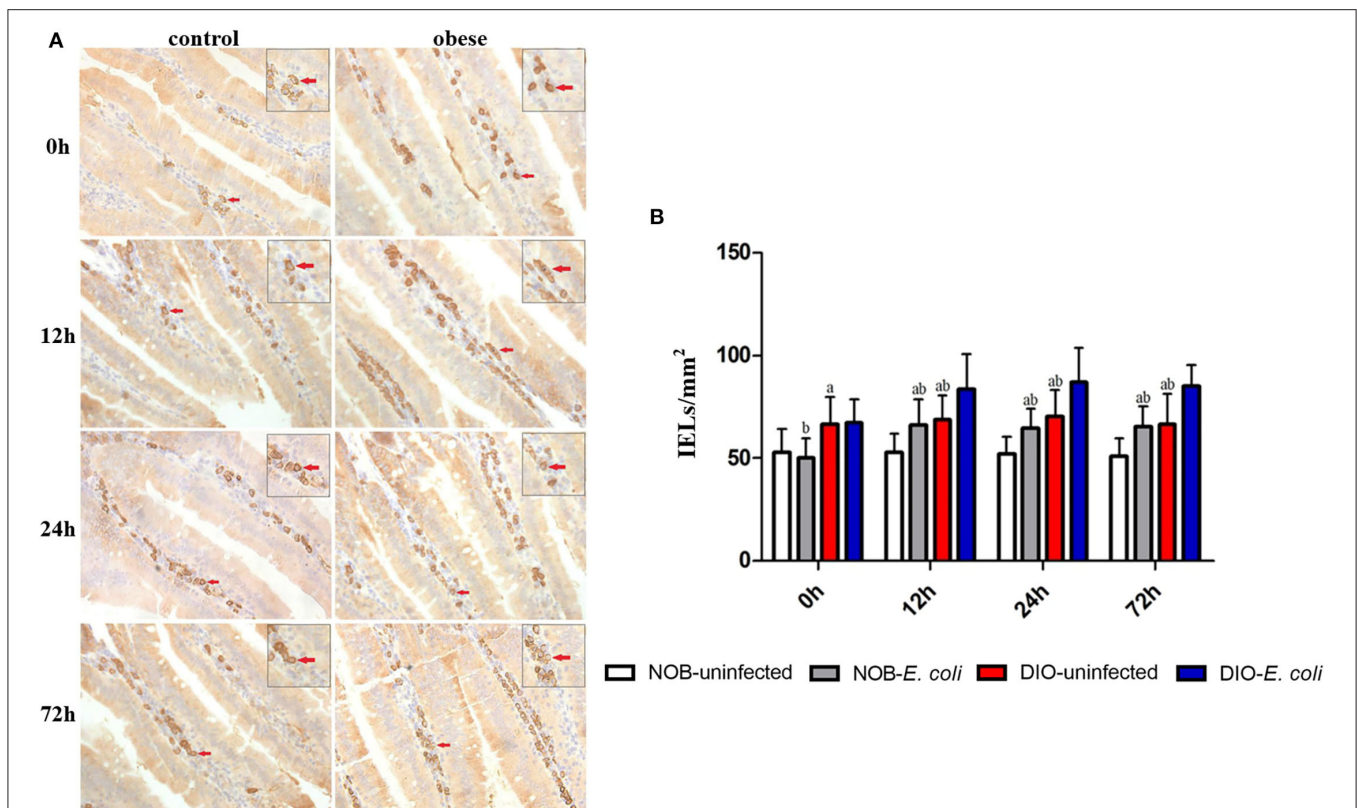 A
control obese
0h
12h
24h
72h
B
150
100
50
0
IELs/mm²
b a
ab ab
ab ab
ab ab
0h 12h 24h 72h
NOB-uninfected NOB-E. coli DIO-uninfected DIO-E. coli